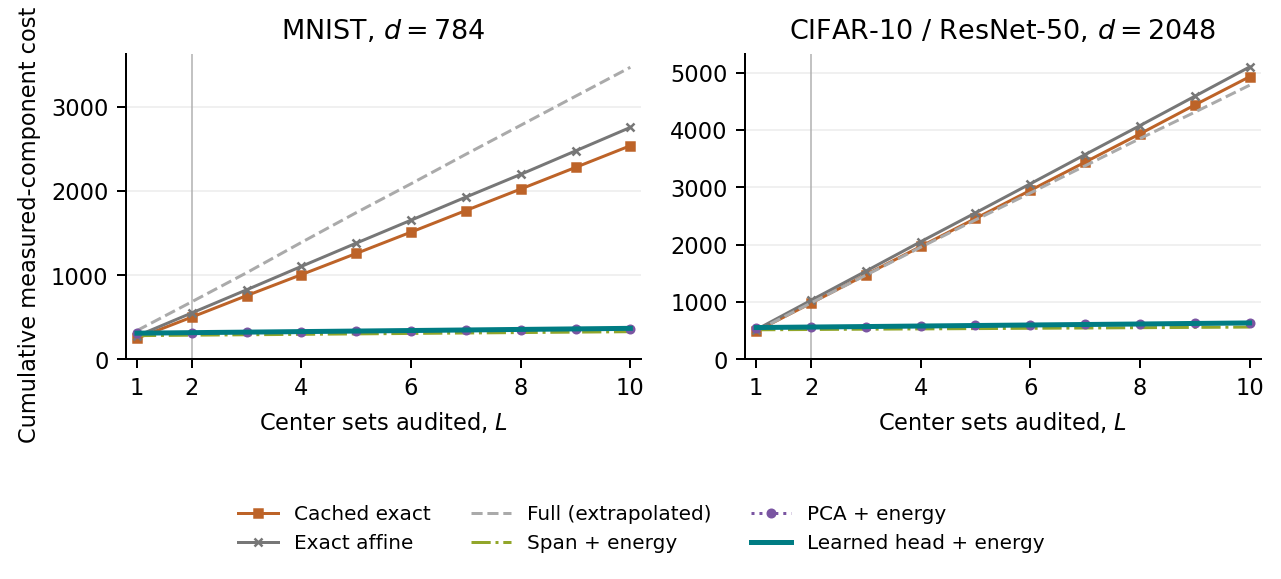 MNIST, d = 784
CIFAR-10 / ResNet-50, d = 2048
Cumulative measured-component cost
3000
2000
1000
0
1 2 4 6 8 10
Center sets audited, L
5000
4000
3000
2000
1000
0
1 2 4 6 8 10
Center sets audited, L
Cached exact
Exact affine
Full (extrapolated)
Span + energy
PCA + energy
Learned head + energy